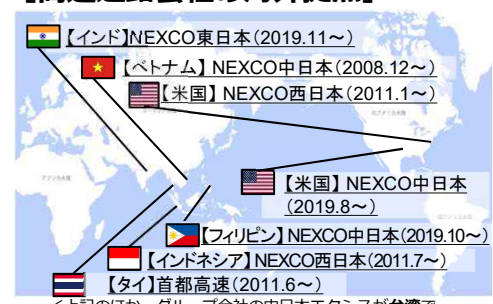 【インド】NEXCO東日本(2019.11～)
【ベトナム】NEXCO中日本(2008.12～)
【米国】NEXCO西日本(2011.1～)
【米国】NEXCO中日本
(2019.8～)
【フィリピン】NEXCO中日本(2019.10～)
【インドネシア】NEXCO西日本(2011.7～)
【タイ】首都高速(2011.6～)